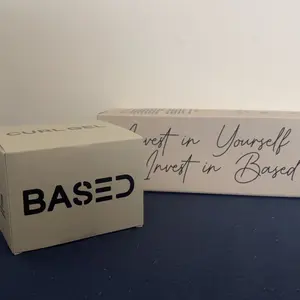 CURL GEL
BASED
Invest in Yourself
Invest in Based